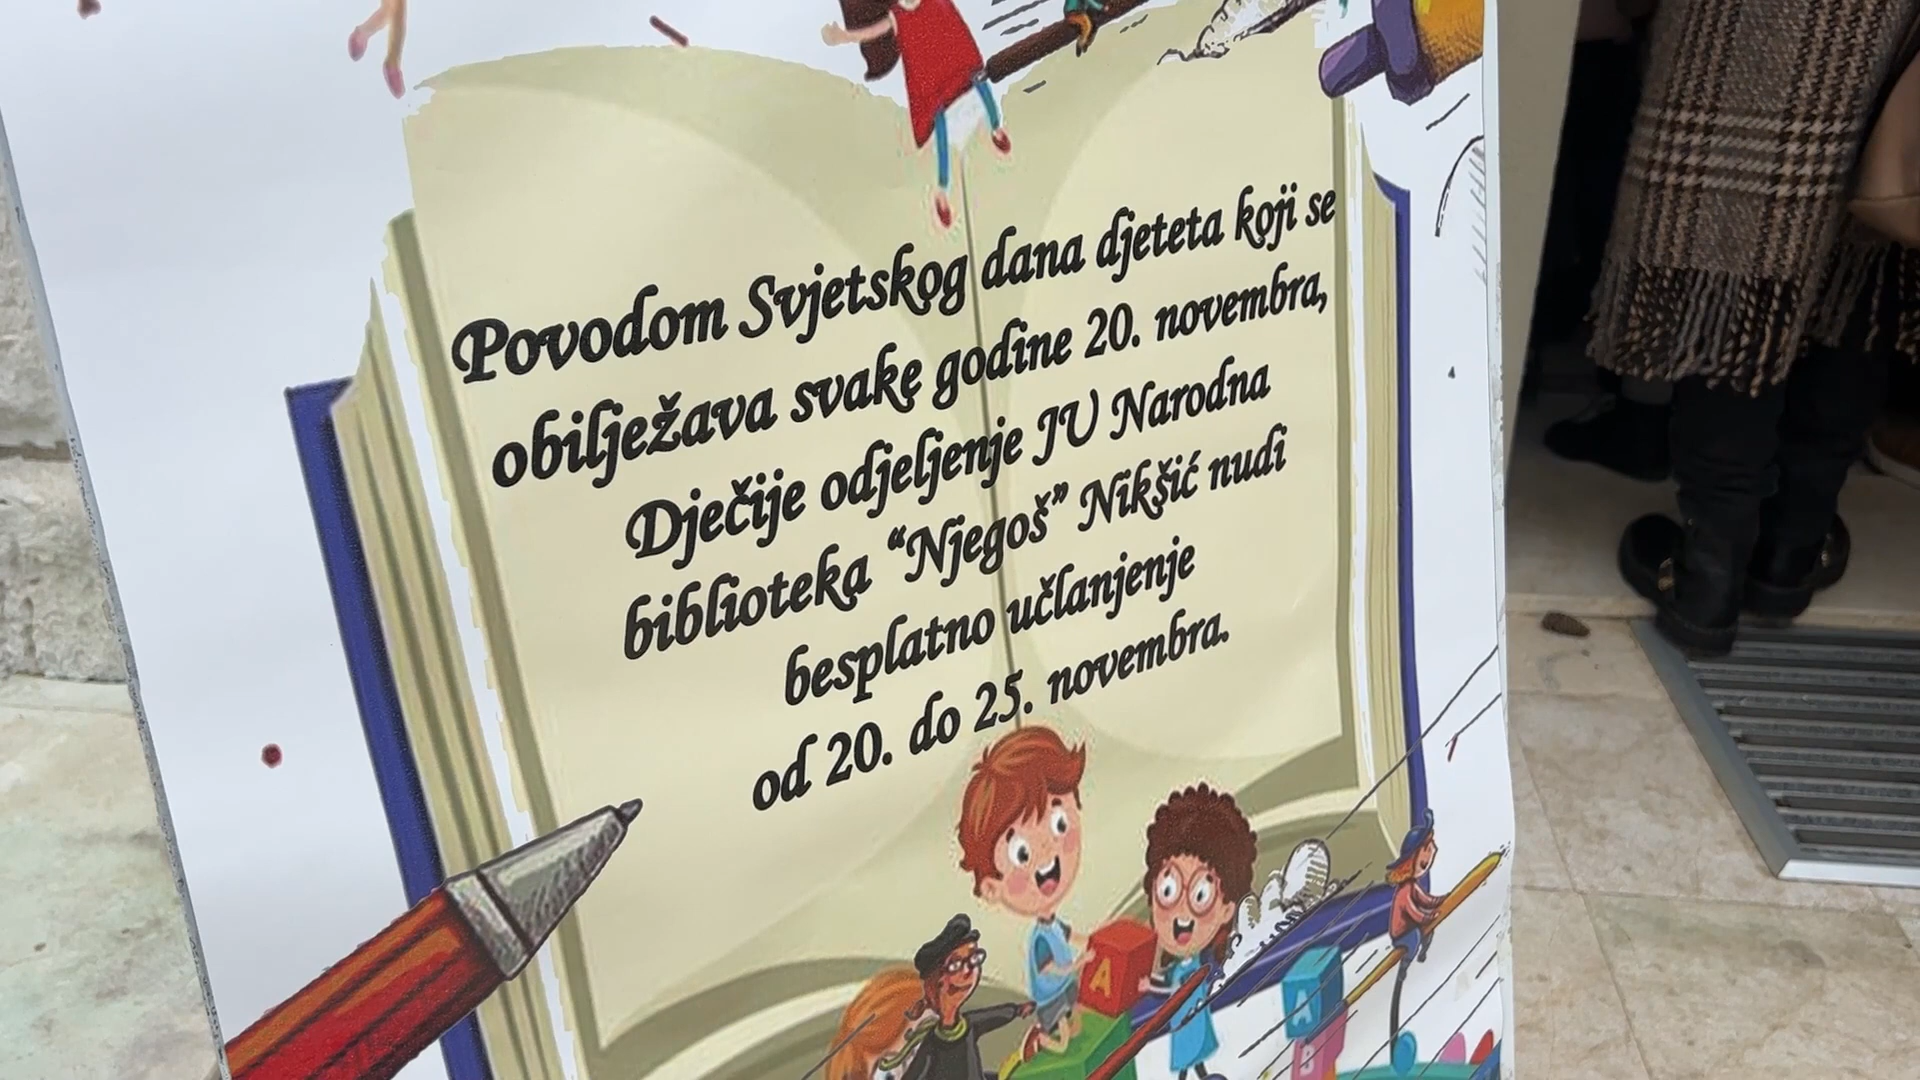 Povodom Svjetskog dana djeteta koji se
obilježava svake godine 20. novembra,
Dječije odjeljenje JU Narodna
biblioteka “Njegoš” Nikšić nudi
besplatno učlanjenje
od 20. do 25. novembra.
A
A
B